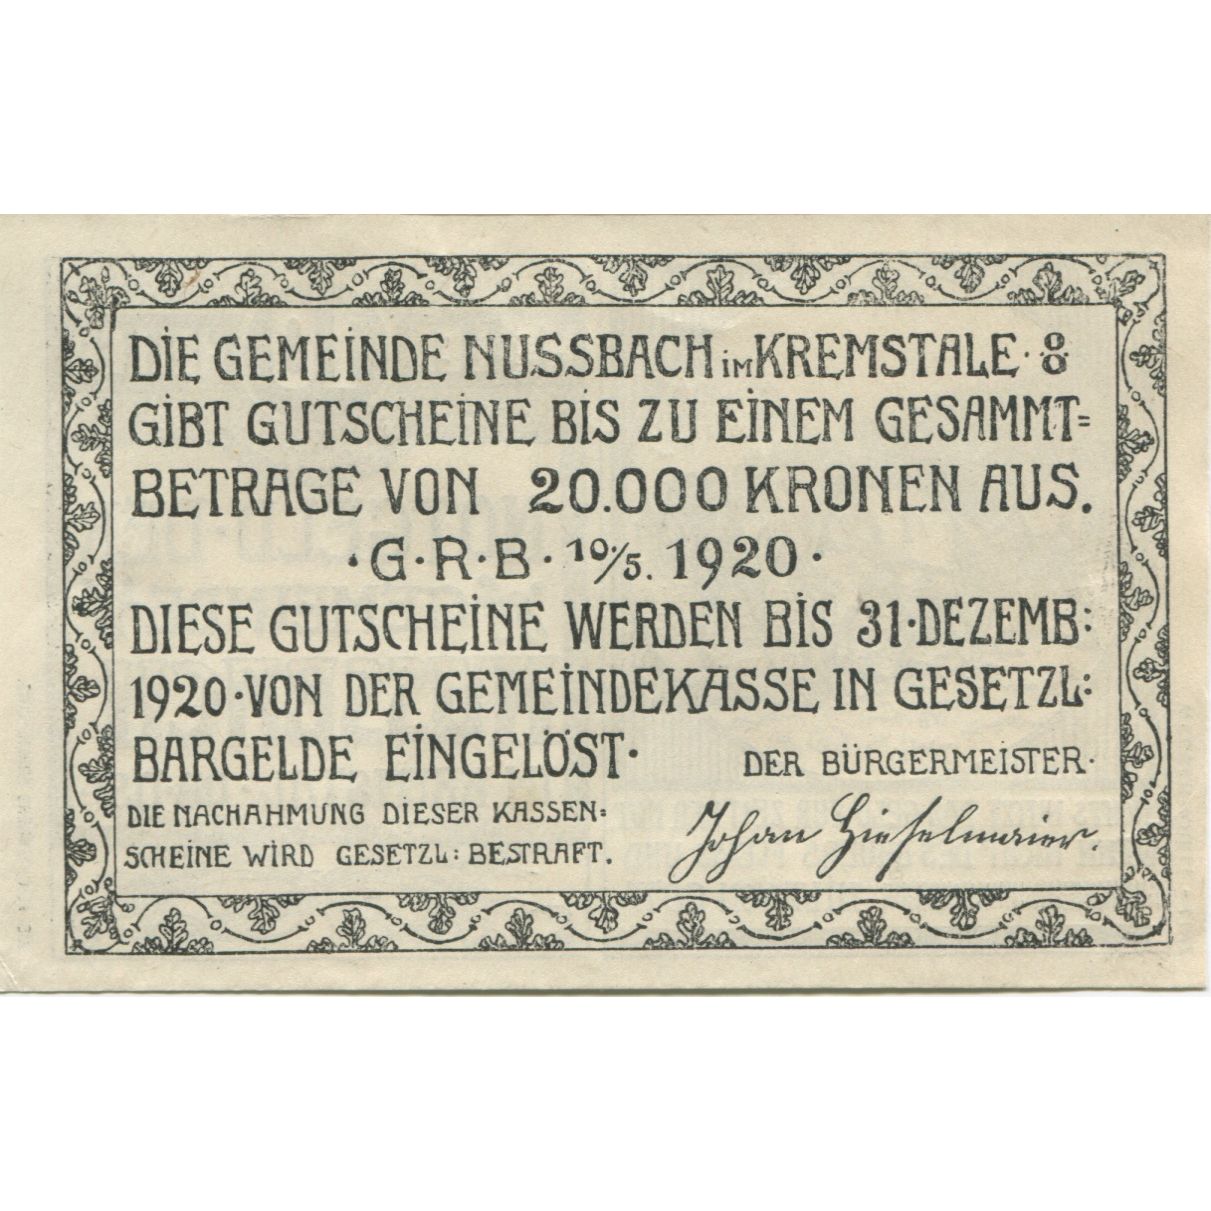 DIE GEMEINDE NUSSBACH IM KREMSTALE·
GIBT GUTSCHEINE BIS ZU EINEM GESAMMT=
BETRAGE VON 20.000 KRONEN AUS.
·G·R·B· 10/5. 1920·
DIESE GUTSCHEINE WERDEN BIS 31·DEZEMB:
1920·VON DER GEMEINDEKASSE IN GESETZL:
BARGELDE EINGELÖST·
DER BÜRGERMEISTER·
DIE NACHAHMUNG DIESER KASSEN:
SCHEINE WIRD GESETZL: BESTRAFT.
Johan Hieselmaier.